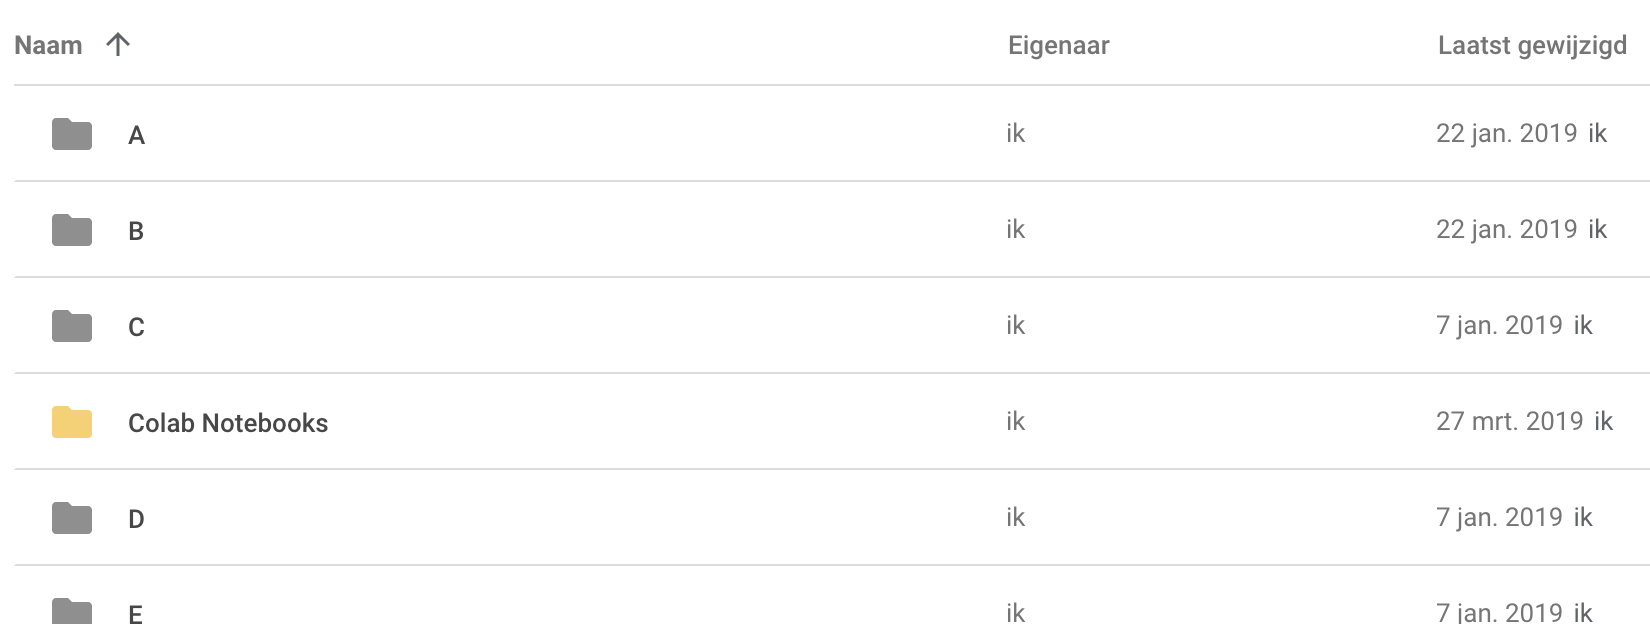 Naam Eigenaar Laatst gewijzigd
A ik 22 jan. 2019 ik
B ik 22 jan. 2019 ik
C ik 7 jan. 2019 ik
Colab Notebooks ik 27 mrt. 2019 ik
D ik 7 jan. 2019 ik
E ik 7 jan. 2019 ik